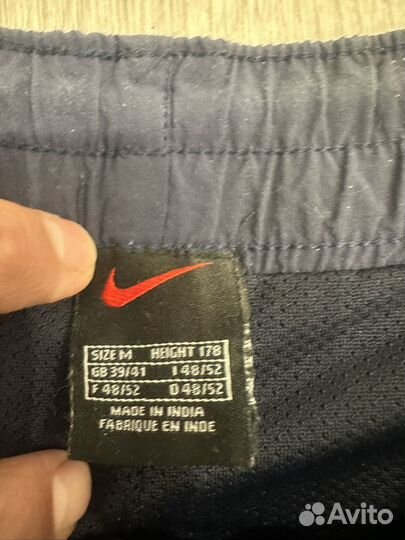 SIZE M HEIGHT 178
GB 39/41 I 48/52
F 48/52 D 48/52
MADE IN INDIA
FABRIQUE EN INDE
Avito